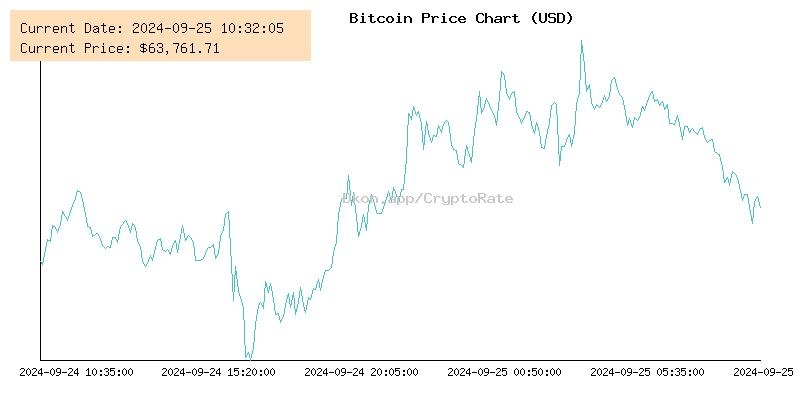 Bitcoin Price Chart (USD)
Current Date: 2024-09-25 10:32:05
Current Price: $63,761.71
Dkon.app/CryptoRate
2024-09-24 10:35:00 2024-09-24 15:20:00 2024-09-24 20:05:00 2024-09-25 00:50:00 2024-09-25 05:35:00 2024-09-25